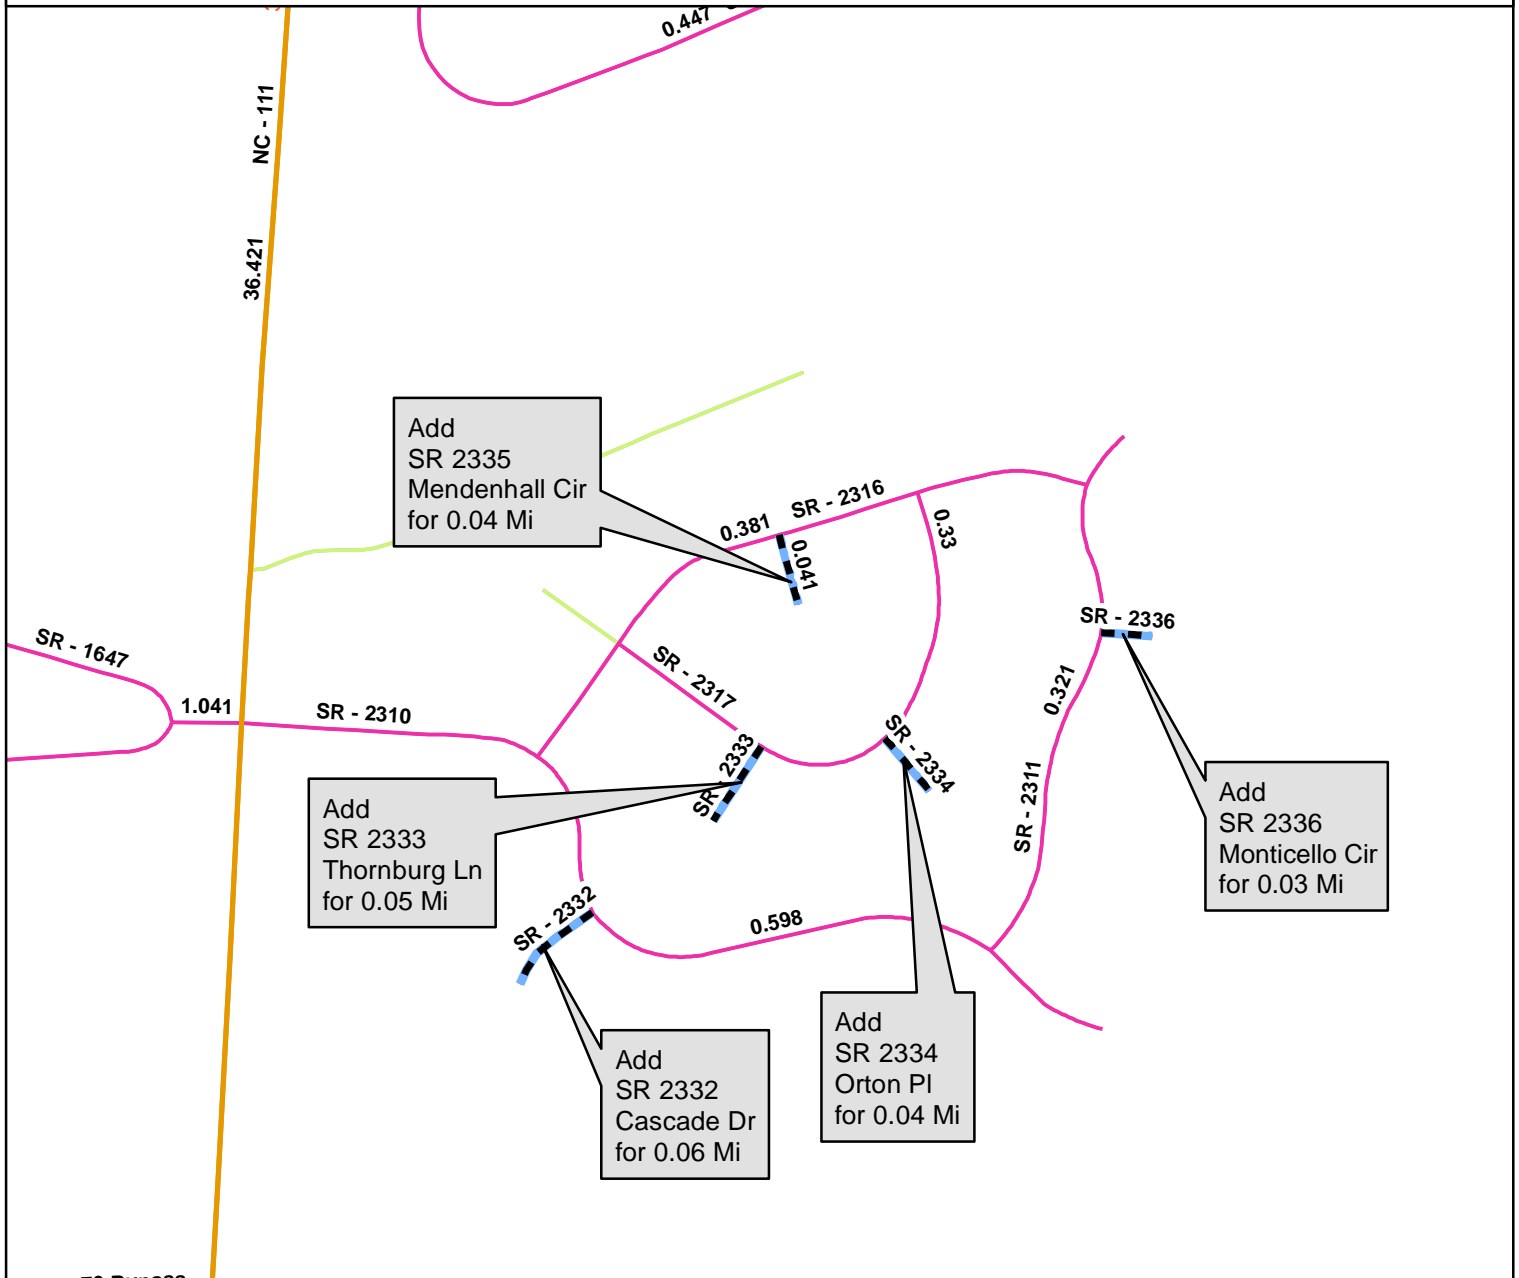 0.447
NC - 111
36.421
Add
SR 2335
Mendenhall Cir
for 0.04 Mi
SR - 2316
0.381
0.041
0.33
SR - 2336
SR - 1647
SR - 2317
0.321
1.041
SR - 2310
SR - 2333
SR - 2334
SR - 2311
Add
SR 2333
Thornburg Ln
for 0.05 Mi
Add
SR 2336
Monticello Cir
for 0.03 Mi
SR - 2332
0.598
Add
SR 2334
Orton Pl
for 0.04 Mi
Add
SR 2332
Cascade Dr
for 0.06 Mi